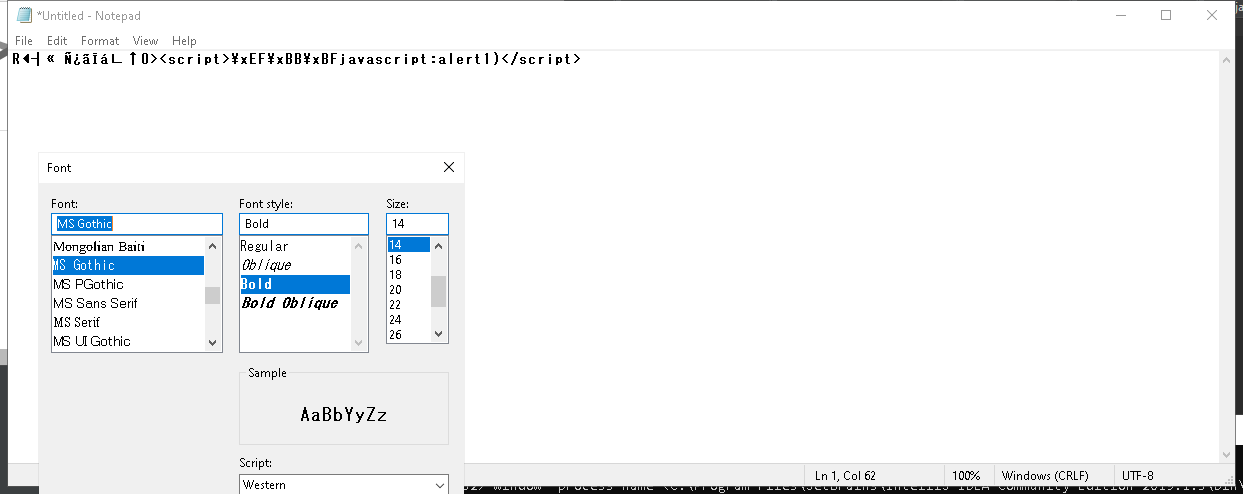 *Untitled - Notepad
File Edit Format View Help
Ñ¿ãÏá∟↑O><script>¥xEF¥xBB¥xBFjavascript:alert1)</script>
Font
Font: Font style: Size:
MS Gothic Bold 14
Mongolian Baiti Regular 14
MS Gothic Oblique 16
MS PGothic Bold 18
MS Sans Serif Bold Oblique 20
MS Serif 22
MS UI Gothic 24
26
Sample
AaBbYyZz
Script:
Western
Ln 1, Col 62 100% Windows (CRLF) UTF-8